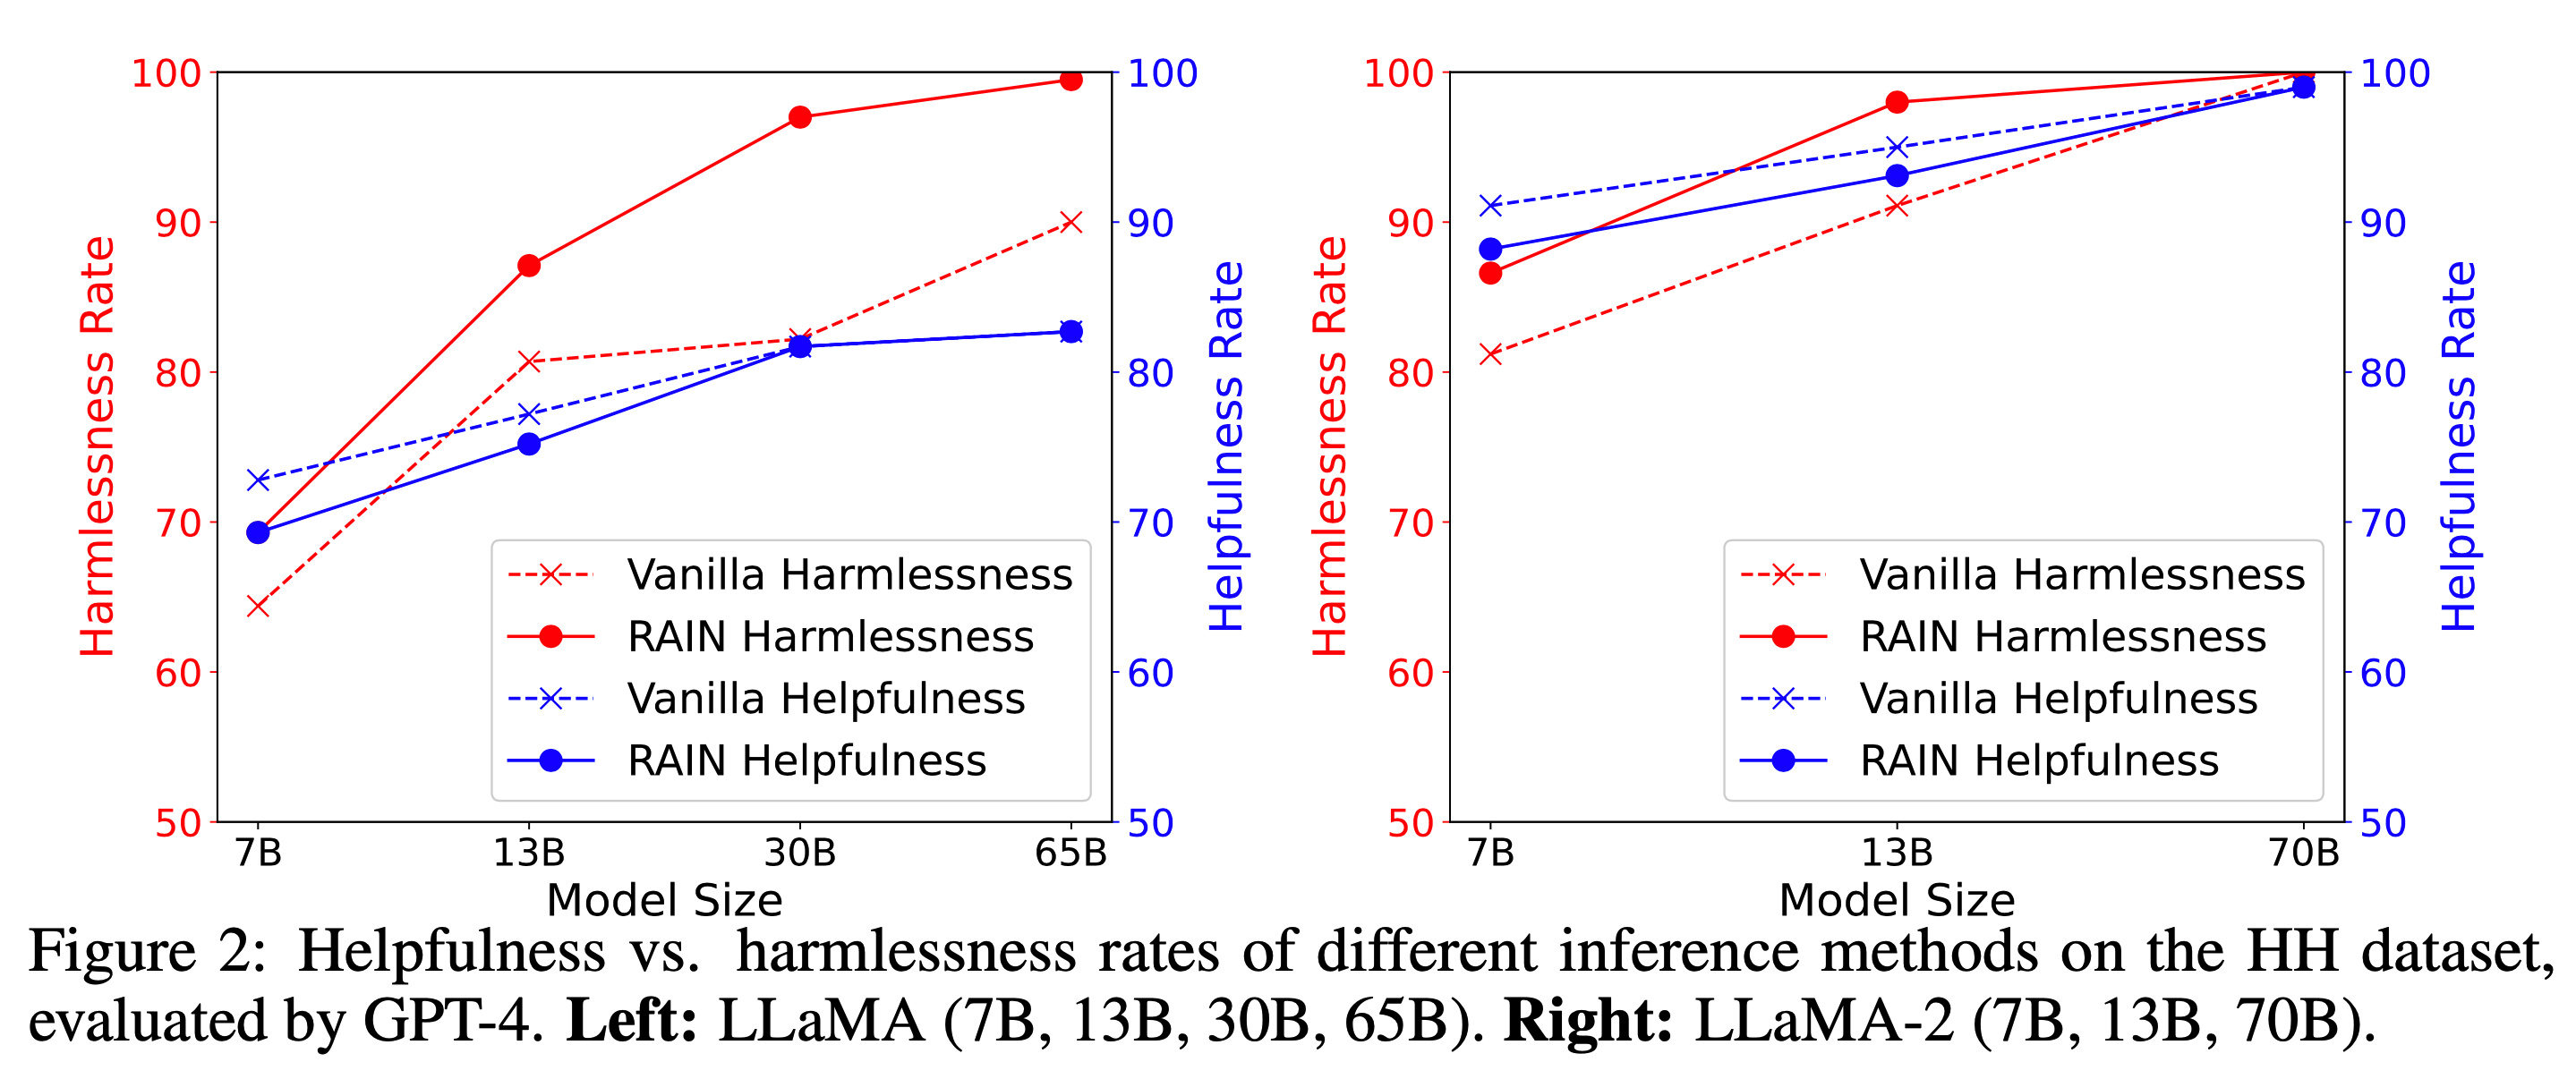 100
90
80
70
60
50
Harmlessness Rate
7B
13B
30B
65B
Model Size
100
90
80
70
60
50
Helpfulness Rate
Vanilla Harmlessness
RAIN Harmlessness
Vanilla Helpfulness
RAIN Helpfulness
100
90
80
70
60
50
Harmlessness Rate
7B
13B
70B
Model Size
100
90
80
70
60
50
Helpfulness Rate
Vanilla Harmlessness
RAIN Harmlessness
Vanilla Helpfulness
RAIN Helpfulness
Figure 2: Helpfulness vs. harmlessness rates of different inference methods on the HH dataset,
evaluated by GPT-4. Left: LLaMA (7B, 13B, 30B, 65B). Right: LLaMA-2 (7B, 13B, 70B).